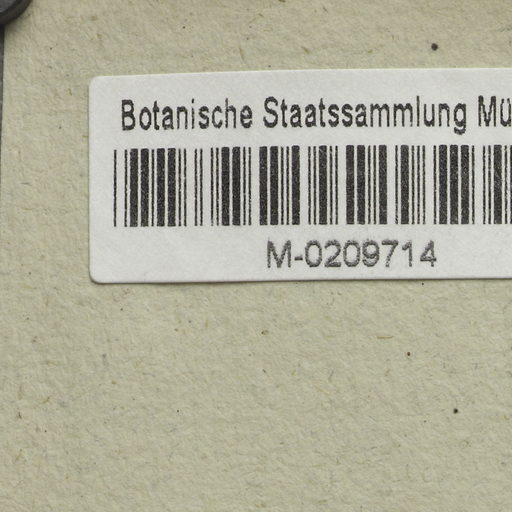 Botanische Staatssammlung Mü
M-0209714